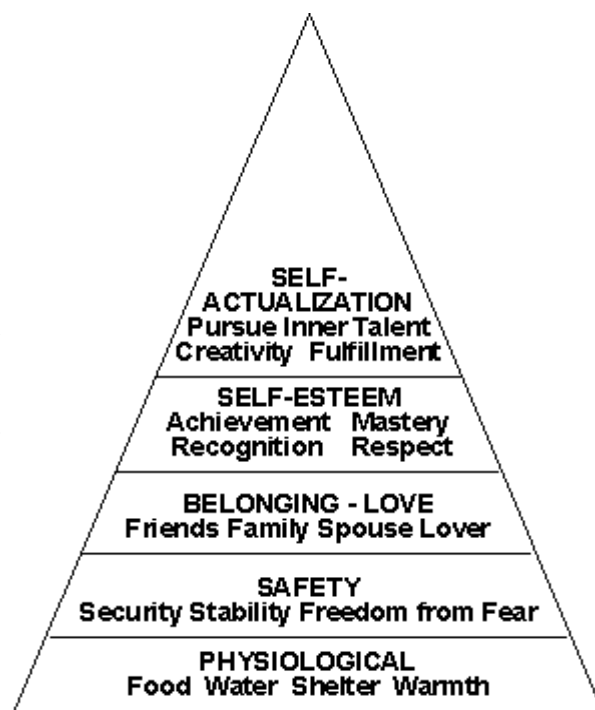 SELF-
ACTUALIZATION
Pursue Inner Talent
Creativity Fulfillment
SELF-ESTEEM
Achievement Mastery
Recognition Respect
BELONGING - LOVE
Friends Family Spouse Lover
SAFETY
Security Stability Freedom from Fear
PHYSIOLOGICAL
Food Water Shelter Warmth